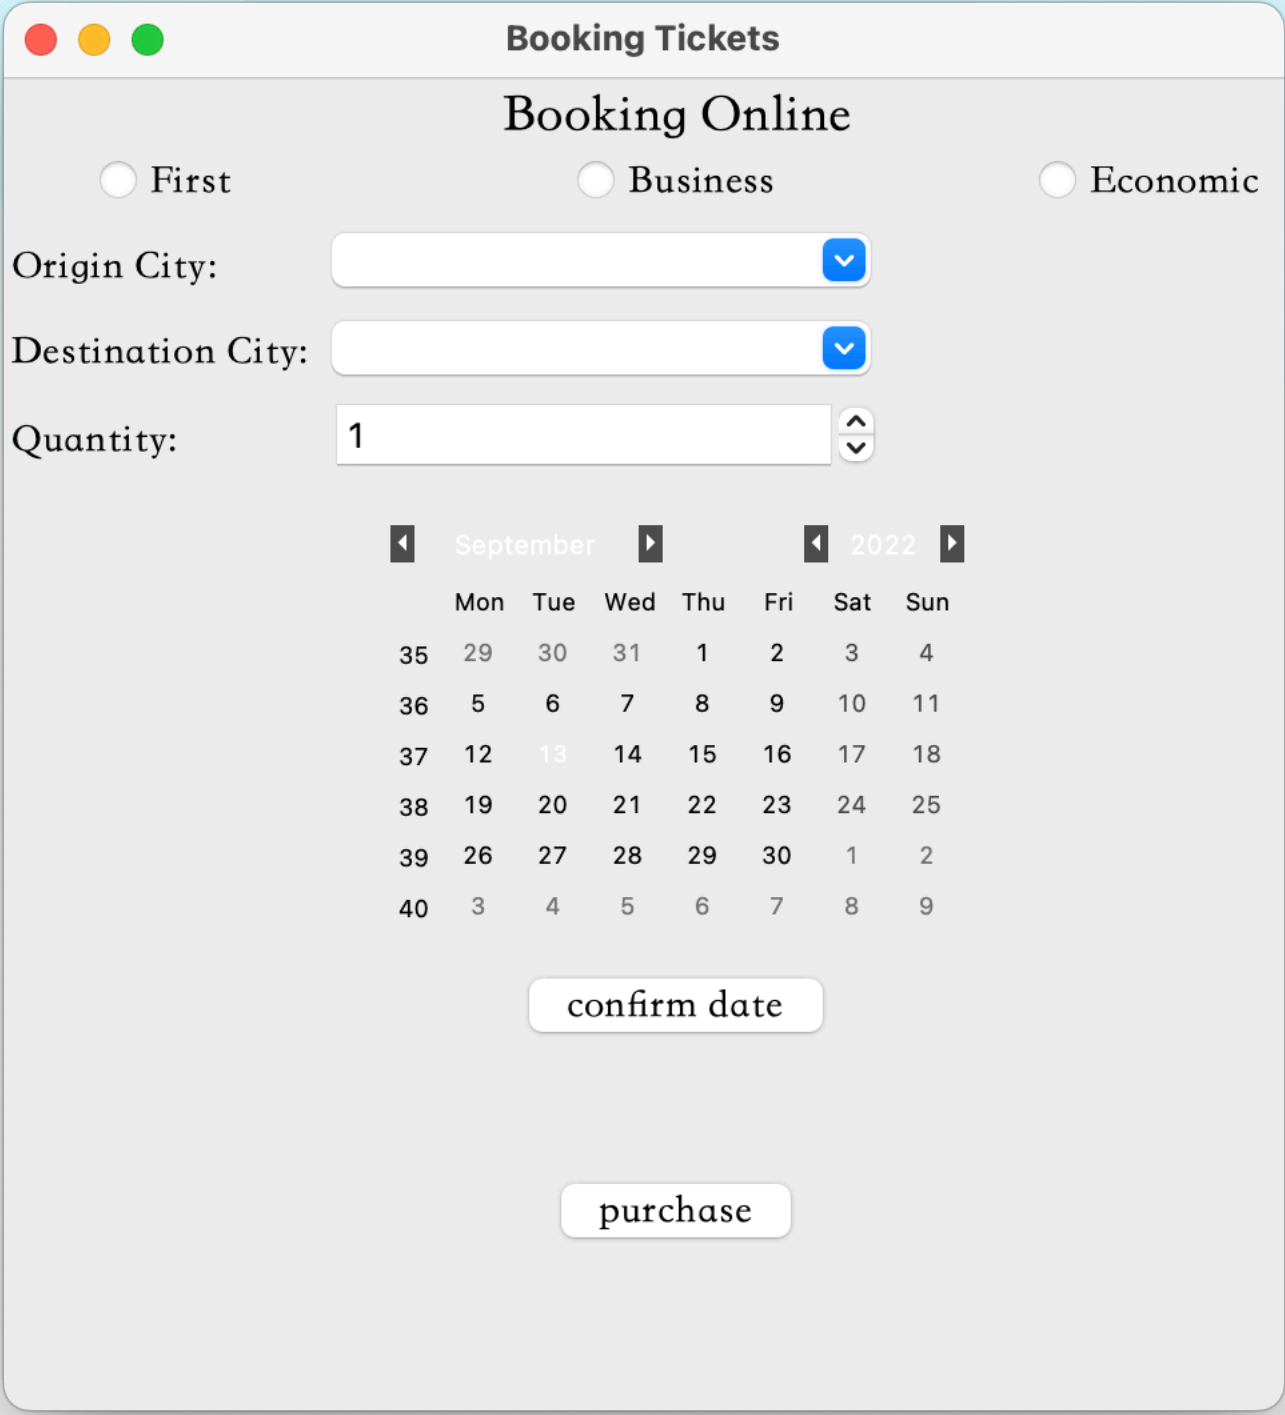 Booking Tickets
Booking Online
First Business Economic
Origin City:
Destination City:
Quantity: 1
September 2022
Mon Tue Wed Thu Fri Sat Sun
35 29 30 31 1 2 3 4
36 5 6 7 8 9 10 11
37 12 13 14 15 16 17 18
38 19 20 21 22 23 24 25
39 26 27 28 29 30 1 2
40 3 4 5 6 7 8 9
confirm date
purchase